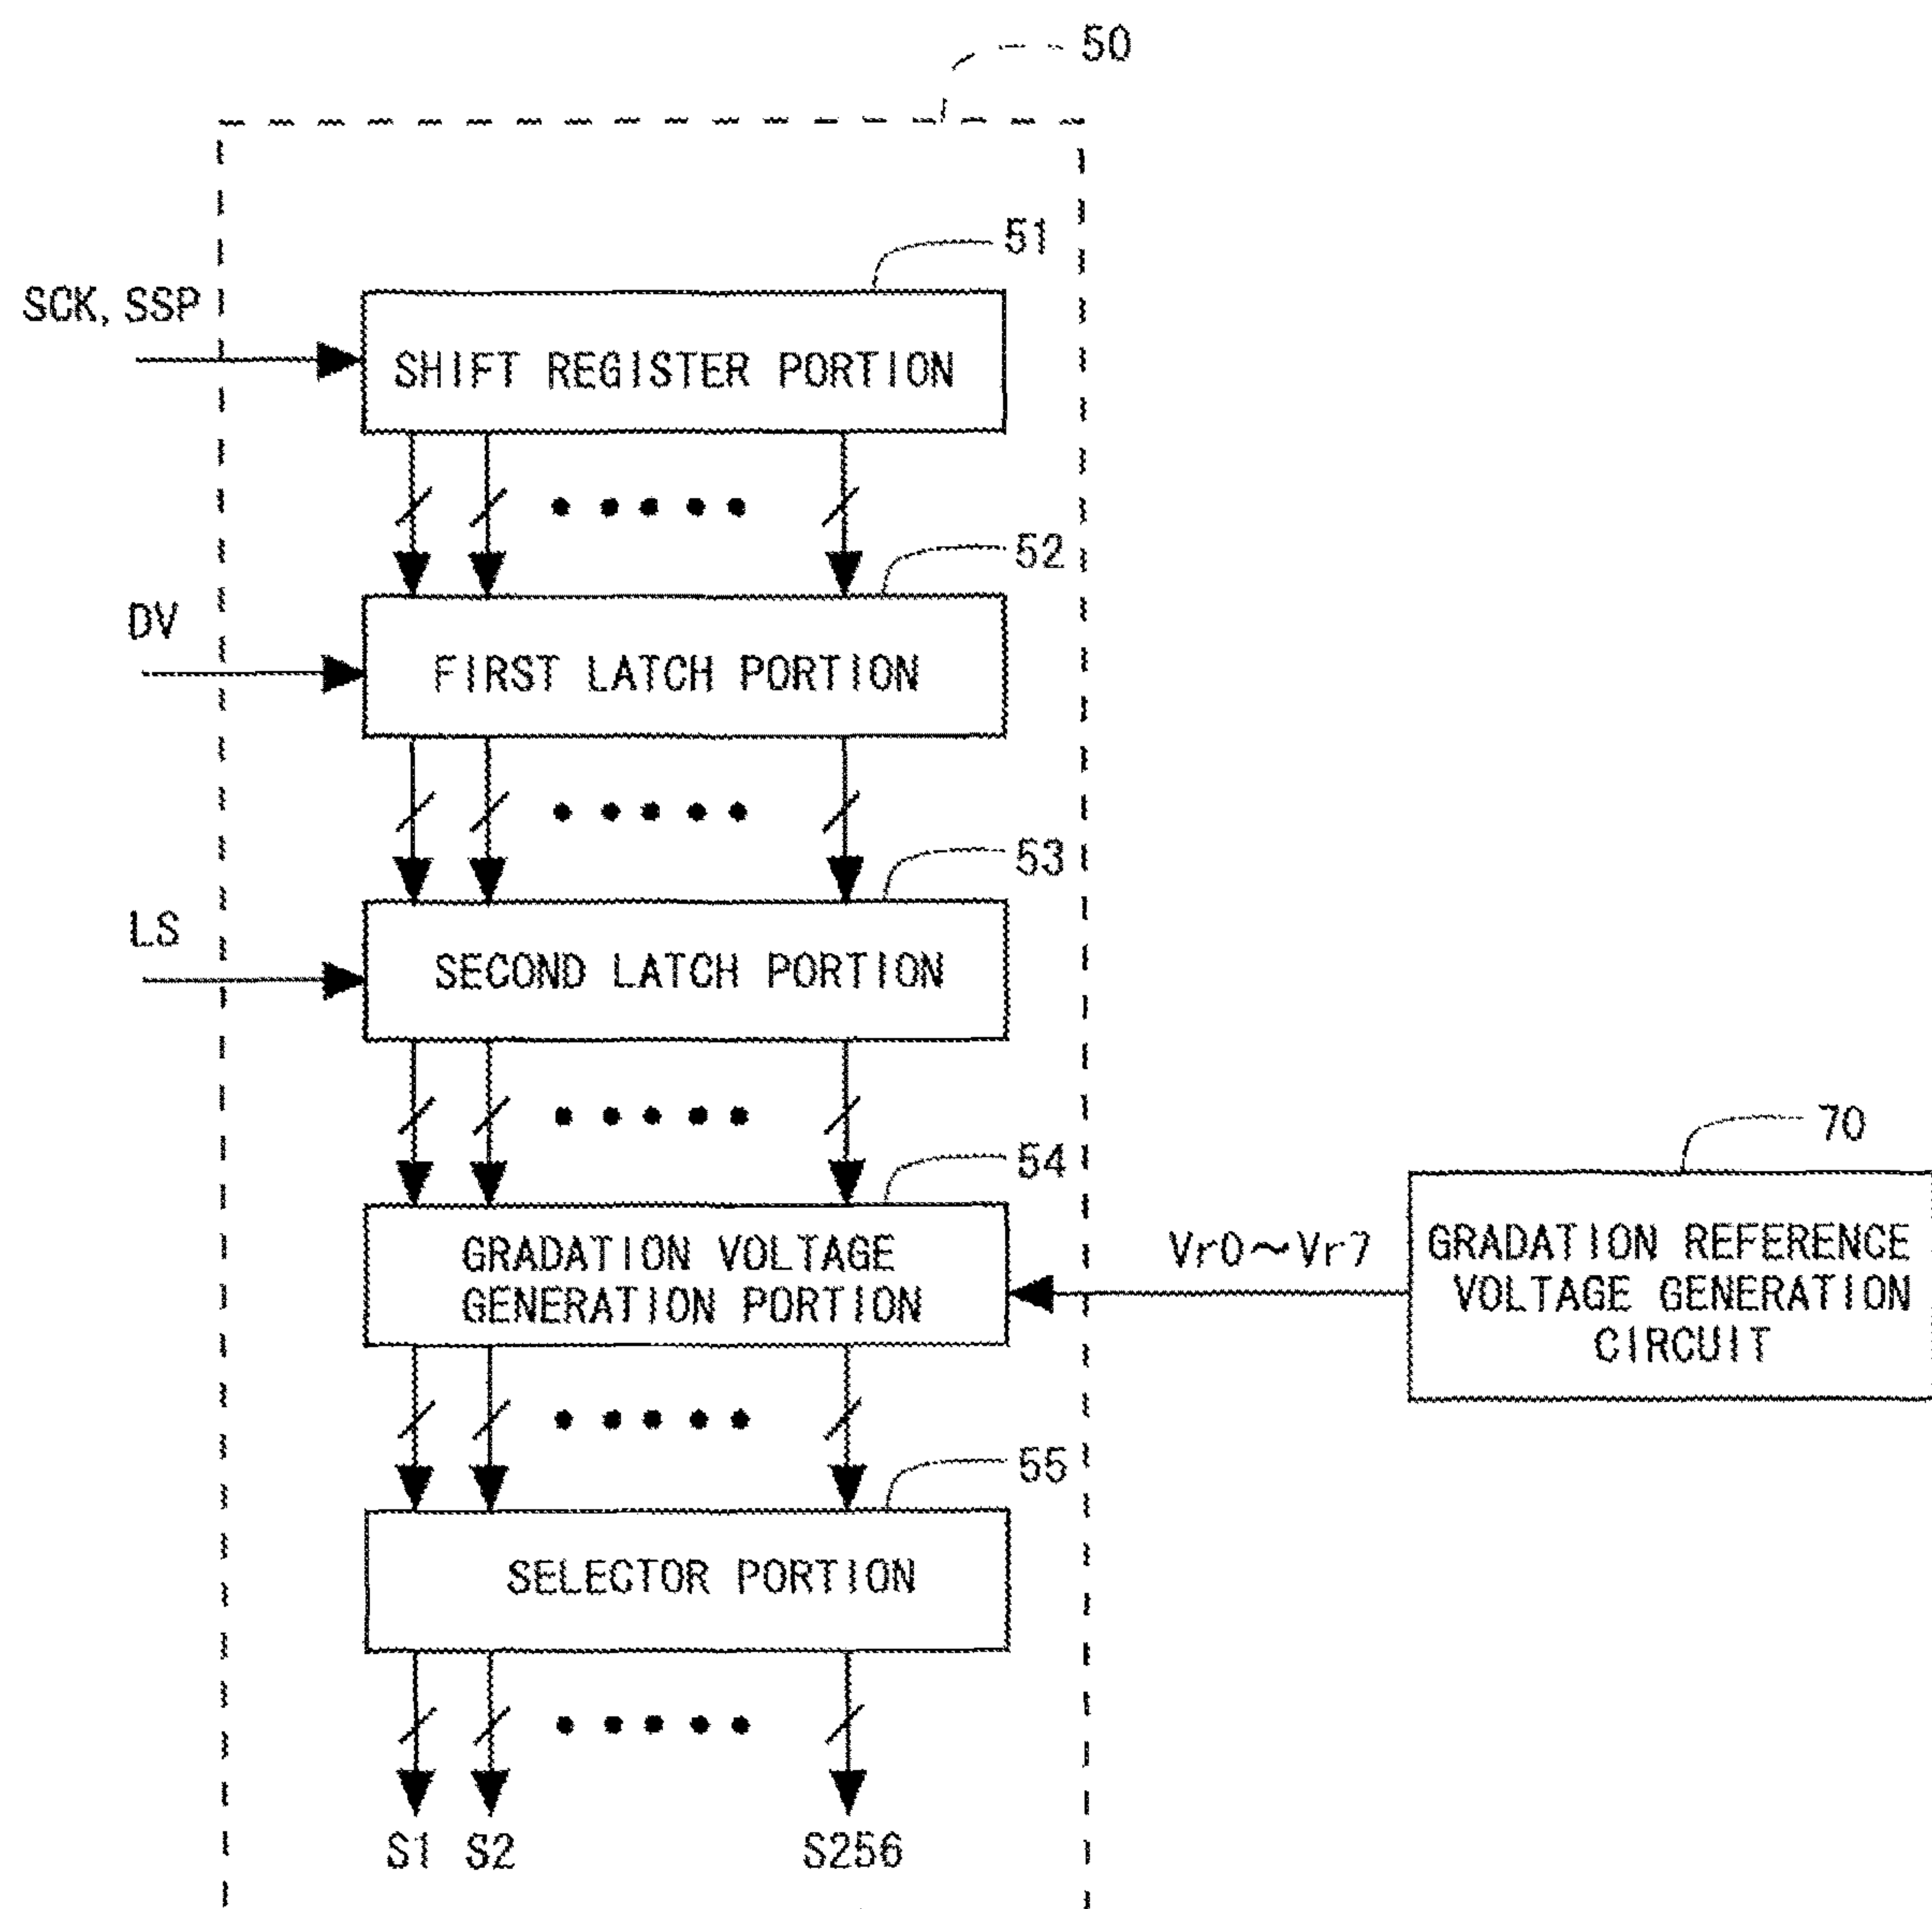 50
51
SCK, SSP
SHIFT REGISTER PORTION
52
DV
FIRST LATCH PORTION
53
LS
SECOND LATCH PORTION
54
70
GRADATION VOLTAGE
GENERATION PORTION
Vr0~Vr7
GRADATION REFERENCE
VOLTAGE GENERATION
CIRCUIT
55
SELECTOR PORTION
S1 S2 S256